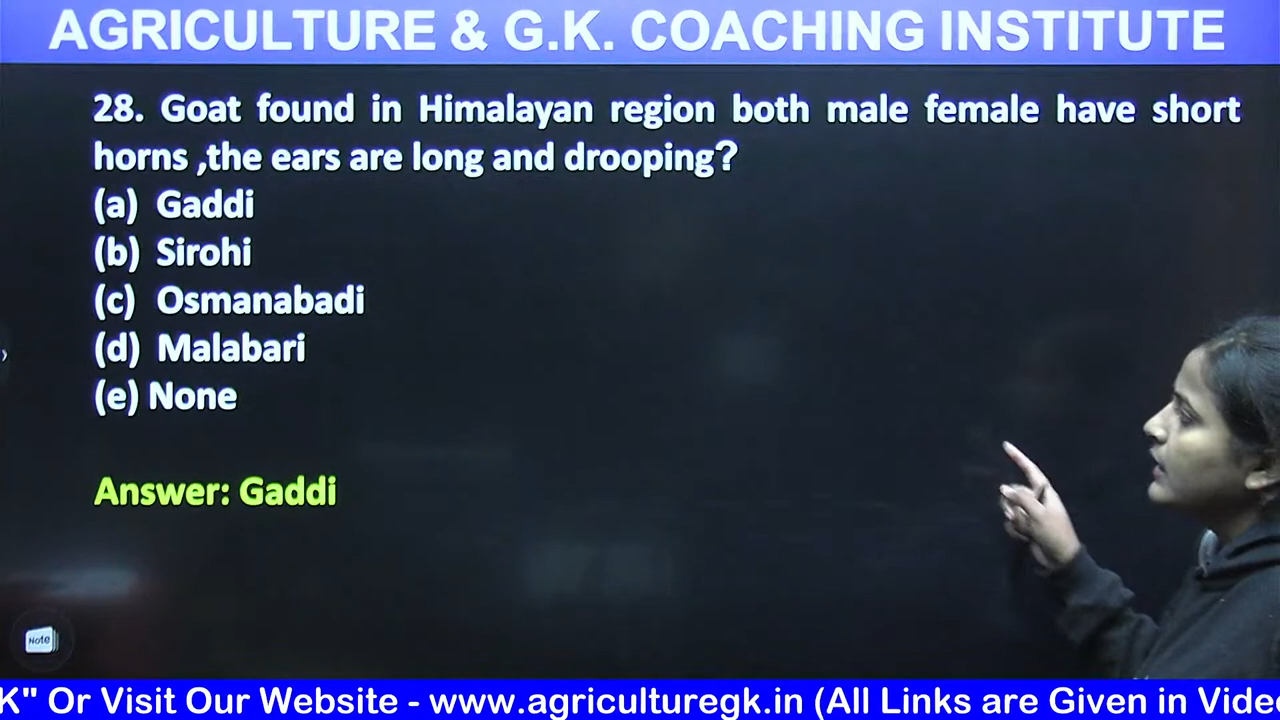 AGRICULTURE & G.K. COACHING INSTITUTE
28. Goat found in Himalayan region both male female have short
horns ,the ears are long and drooping?
(a) Gaddi
(b) Sirohi
(c) Osmanabadi
(d) Malabari
(e) None
Answer: Gaddi
Note
K" Or Visit Our Website - www.agriculturegk.in (All Links are Given in Vide